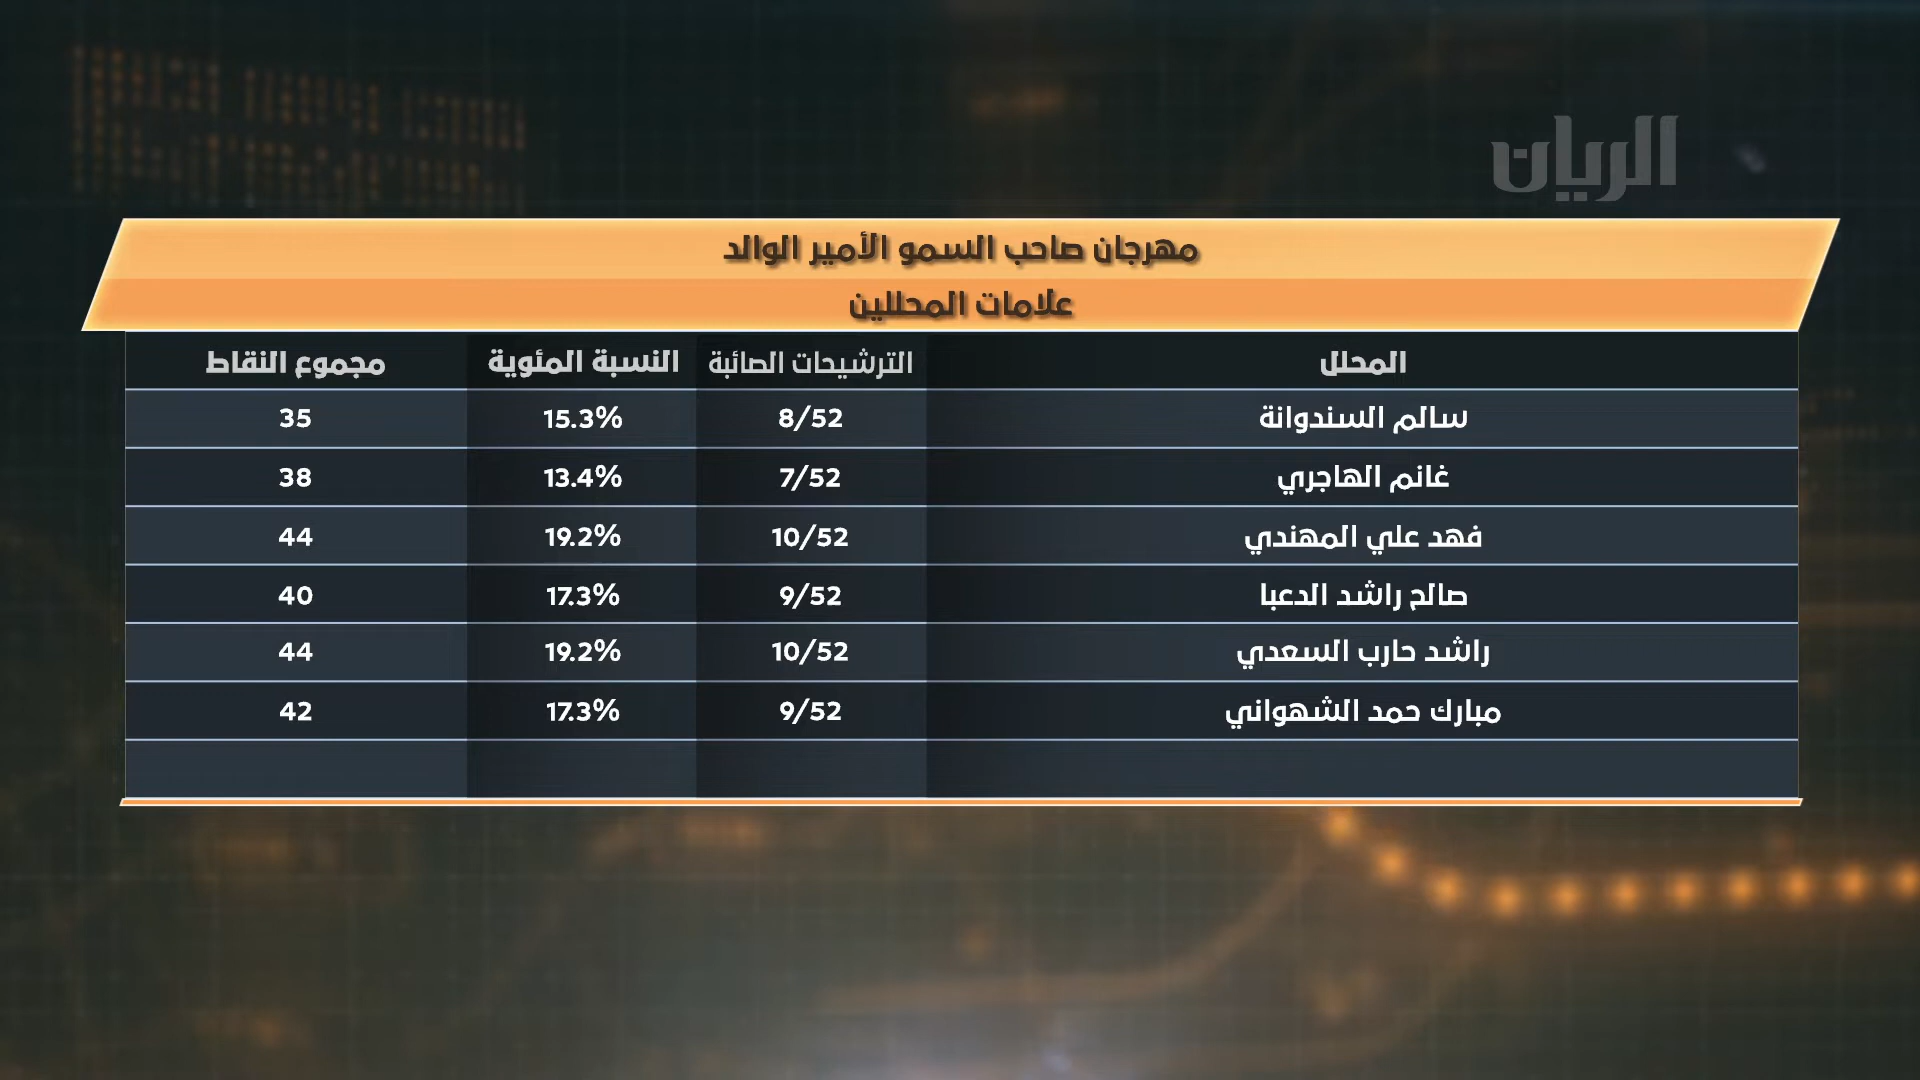 الريان
مهرجان صاحب السمو الأمير الوالد
علامات المحللين
المحلل الترشيحات الصائبة النسبة المئوية مجموع النقاط
سالم السندوانة 8/52 15.3% 35
غانم الهاجري 7/52 13.4% 38
فهد علي المهندي 10/52 19.2% 44
صالح راشد الدعبا 9/52 17.3% 40
راشد حارب السعدي 10/52 19.2% 44
مبارك حمد الشهواني 9/52 17.3% 42